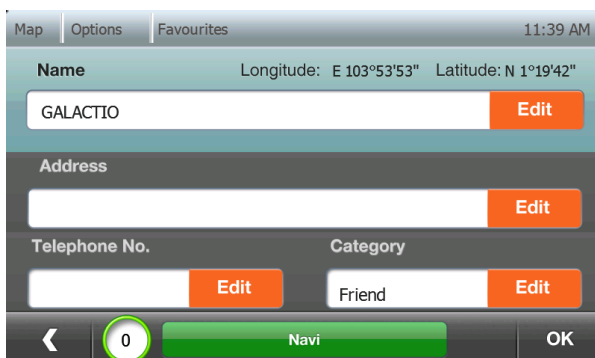 Map Options Favourites 11:39 AM
Name Longitude: E 103°53'53" Latitude: N 1°19'42"
GALACTIO Edit
Address
Edit
Telephone No. Category
Edit Friend Edit
0 Navi OK